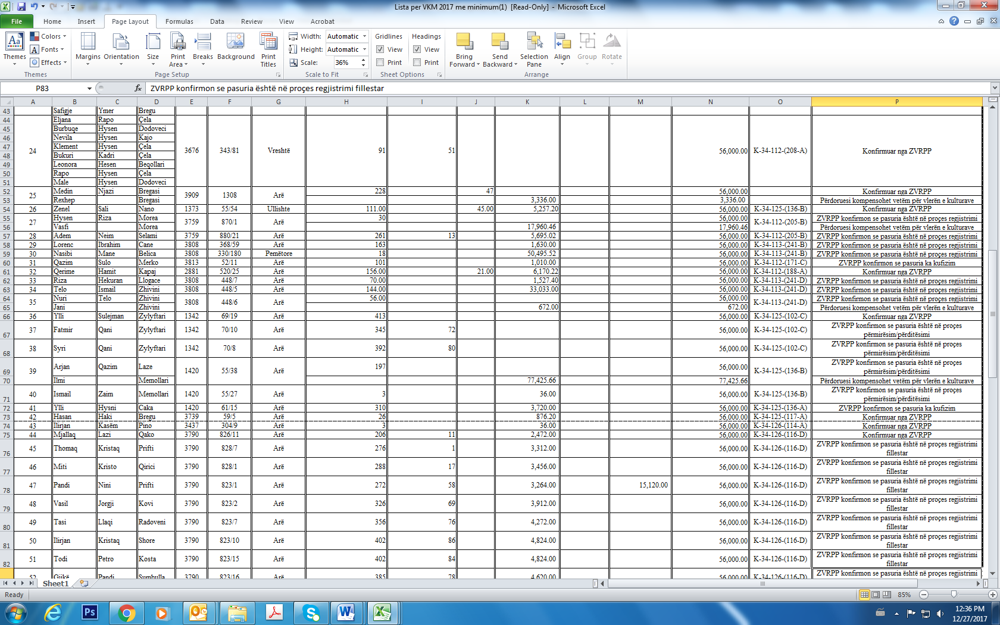 Lista per VKM 2017 me minimum(1) [Read-Only] - Microsoft Excel
File Home Insert Page Layout Formulas Data Review View Acrobat
Themes Colors Fonts Effects Margins Orientation Size Print Area Breaks Background Print Titles
Width: Automatic Height: Automatic Scale: 36%
Gridlines View Print Headings View Print
Bring Forward Send Backward Selection Pane Align Group Rotate
Themes Page Setup Scale to Fit Sheet Options Arrange
P83 fx ZVRPP konfirmon se pasuria është në proçes regjistrimi fillestar
A B C D E F G H I J K L M N O P
43 Safigje Ymer Bregu
44 Eljana Rapo Çela
45 Burbuqe Hysen Dodoveci
46 Nevila Hysen Kajo
47 Klement Hysen Çela
24 3676 343/81 Vreshtë 91 51 56,000.00 K-34-112-(208-A) Konfirmuar nga ZVRPP
48 Bukuri Kadri Çela
49 Leonora Hesen Beqollari
50 Rapo Hysen Çela
51 Male Hysen Dodoveci
52 25 Medin Njazi Bregasi 3909 1308 Arë 228 47 56,000.00 Konfirmuar nga ZVRPP
53 Rexhep Bregasi 3,336.00 3,336.00 Përdoruesi kompensohet vetëm për vlerën e kulturave
54 26 Zenel Sali Nano 1373 55/54 Ullishte 111.00 45.00 5,257.20 56,000.00 K-34-125-(136-B) Konfirmuar nga ZVRPP
55 27 Hysen Riza Morea 3759 870/1 Arë 30 56,000.00 K-34-112-(205-B) ZVRPP konfirmon se pasuria është në proçes regjistrimi
56 Vasfi Morea 17,960.46 17,960.46 Përdoruesi kompensohet vetëm për vlerën e kulturave
57 28 Adem Neim Selami 3759 880/21 Arë 261 13 5,695.02 56,000.00 K-34-112-(205-B) ZVRPP konfirmon se pasuria është në proçes regjistrimi
58 29 Lorenc Ibrahim Cane 3808 368/59 Arë 163 1,630.00 56,000.00 K-34-113-(241-B) ZVRPP konfirmon se pasuria është në proçes regjistrimi
59 30 Nasibi Mane Belica 3808 330/180 Pemëtore 18 50,495.52 56,000.00 K-34-113-(241-B) ZVRPP konfirmon se pasuria është në proçes regjistrimi
60 31 Qazim Sulo Merko 3813 52/11 Arë 101 1,010.00 56,000.00 K-34-112-(171-C) ZVRPP konfirmon se pasuria ka kufizim
61 32 Qerime Hamit Kapaj 2881 520/25 Arë 156.00 21.00 6,170.22 56,000.00 K-34-112-(188-A) Konfirmuar nga ZVRPP
62 33 Riza Hekuran Llogace 3808 448/7 Arë 70.00 1,527.40 56,000.00 K-34-113-(241-D) ZVRPP konfirmon se pasuria është në proçes regjistrimi
63 34 Telo Ismail Zhivini 3808 448/5 Arë 144.00 33,033.00 56,000.00 K-34-113-(241-D) ZVRPP konfirmon se pasuria është në proçes regjistrimi
64 35 Nuri Telo Zhivini 3808 448/6 Arë 56.00 56,000.00 K-34-113-(241-D) ZVRPP konfirmon se pasuria është në proçes regjistrimi
65 Jani Zhivini 672.00 672.00 Përdoruesi kompensohet vetëm për vlerën e kulturave
66 36 Ylli Sulejman Zylyftari 1342 69/19 Arë 413 56,000.00 K-34-125-(102-C) Konfirmuar nga ZVRPP
67 37 Fatmir Qani Zylyftari 1342 70/10 Arë 345 72 56,000.00 K-34-125-(102-C) ZVRPP konfirmon se pasuria është në proçes
përmirësim/përditësimi
68 38 Syri Qani Zylyftari 1342 70/8 Arë 392 80 56,000.00 K-34-125-(102-C) ZVRPP konfirmon se pasuria është në proçes
përmirësim/përditësimi
69 39 Arjan Qazim Laze 1420 55/38 Arë 197 56,000.00 K-34-125-(136-B) ZVRPP konfirmon se pasuria është në proçes
përmirësim/përditësimi
70 Ilmi Memollari 77,425.66 77,425.66 Përdoruesi kompensohet vetëm për vlerën e kulturave
71 40 Ismail Zaim Memollari 1420 55/27 Arë 3 36.00 56,000.00 K-34-125-(136-B) ZVRPP konfirmon se pasuria është në proçes
përmirësim/përditësimi
72 41 Ylli Hysni Caka 1420 61/15 Arë 310 3,720.00 56,000.00 K-34-125-(136-A) ZVRPP konfirmon se pasuria ka kufizim
73 42 Hasan Haki Bregu 3739 59/5 Arë 26 876.20 56,000.00 K-34-125-(117-A) Konfirmuar nga ZVRPP
74 43 Ilirjan Kasëm Pino 3437 304/9 Arë 3 36.00 56,000.00 K-34-126-(114-A) Konfirmuar nga ZVRPP
75 44 Mjallaq Lazi Qako 3790 826/11 Arë 206 11 2,472.00 56,000.00 K-34-126-(116-D) Konfirmuar nga ZVRPP
76 45 Thomaq Kristaq Prifti 3790 828/7 Arë 276 1 3,312.00 56,000.00 K-34-126-(116-D) ZVRPP konfirmon se pasuria është në proçes regjistrimi
fillestar
77 46 Miti Kristo Qirici 3790 828/1 Arë 288 17 3,456.00 56,000.00 K-34-126-(116-D) ZVRPP konfirmon se pasuria është në proçes regjistrimi
fillestar
78 47 Pandi Nini Prifti 3790 823/1 Arë 272 58 3,264.00 15,120.00 56,000.00 K-34-126-(116-D) ZVRPP konfirmon se pasuria është në proçes regjistrimi
fillestar
79 48 Vasil Jorgji Kovi 3790 823/2 Arë 326 69 3,912.00 56,000.00 K-34-126-(116-D) ZVRPP konfirmon se pasuria është në proçes regjistrimi
fillestar
80 49 Tasi Llaqi Radoveni 3790 823/7 Arë 356 76 4,272.00 56,000.00 K-34-126-(116-D) ZVRPP konfirmon se pasuria është në proçes regjistrimi
fillestar
81 50 Ilirjan Kristaq Shore 3790 823/10 Arë 402 86 4,824.00 56,000.00 K-34-126-(116-D) ZVRPP konfirmon se pasuria është në proçes regjistrimi
fillestar
82 51 Todi Petro Kosta 3790 823/15 Arë 402 84 4,824.00 56,000.00 K-34-126-(116-D) ZVRPP konfirmon se pasuria është në proçes regjistrimi
fillestar
52 Gjikë Pandi Sumbulla 3790 823/16 Arë 385 78 4,620.00 56,000.00 K-34-126-(116-D) ZVRPP konfirmon se pasuria është në proçes regjistrimi
Sheet1
Ready 85%
Ps W
12:36 PM
12/27/2017